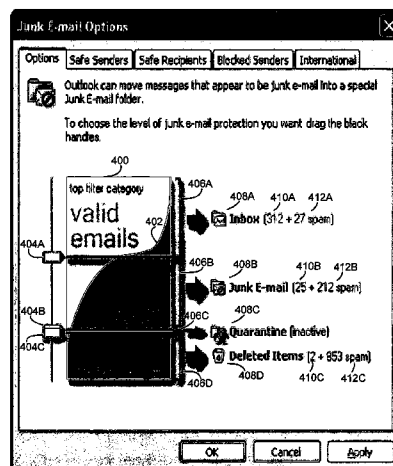 Junk E-mail Options
Options Safe Senders Safe Recipients Blocked Senders International
Outlook can move messages that appear to be junk e-mail into a special
Junk E-mail folder.
To choose the level of junk e-mail protection you want drag the black
handles.
400
406A
408A 410A 412A
top filter category
valid
emails
402
Inbox (312 + 27 spam)
404A
406B
408B
410B 412B
Junk E-mail (25 + 212 spam)
404B
406C
408C
Quarantine (inactive)
404C
Deleted Items (2 + 853 spam)
406D
408D
410C 412C
OK Cancel Apply